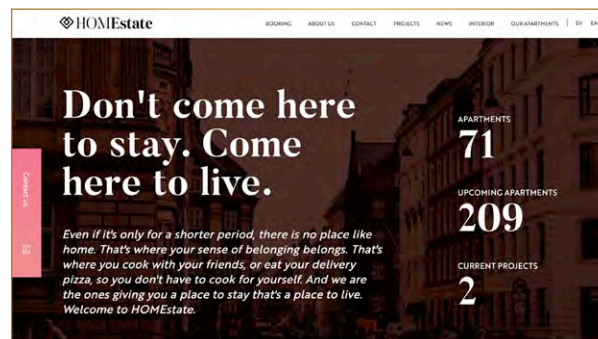 HOMEstate
BOOKING ABOUT US CONTACT PROJECTS NEWS INTERIOR OUR APARTMENTS | SV EN
Don't come here
to stay. Come
here to live.
Even if it's only for a shorter period, there is no place like
home. That's where your sense of belonging belongs. That's
where you cook with your friends, or eat your delivery
pizza, so you don't have to cook for yourself. And we are
the ones giving you a place to stay that's a place to live.
Welcome to HOMEstate.
APARTMENTS
71
UPCOMING APARTMENTS
209
CURRENT PROJECTS
2
Contact us